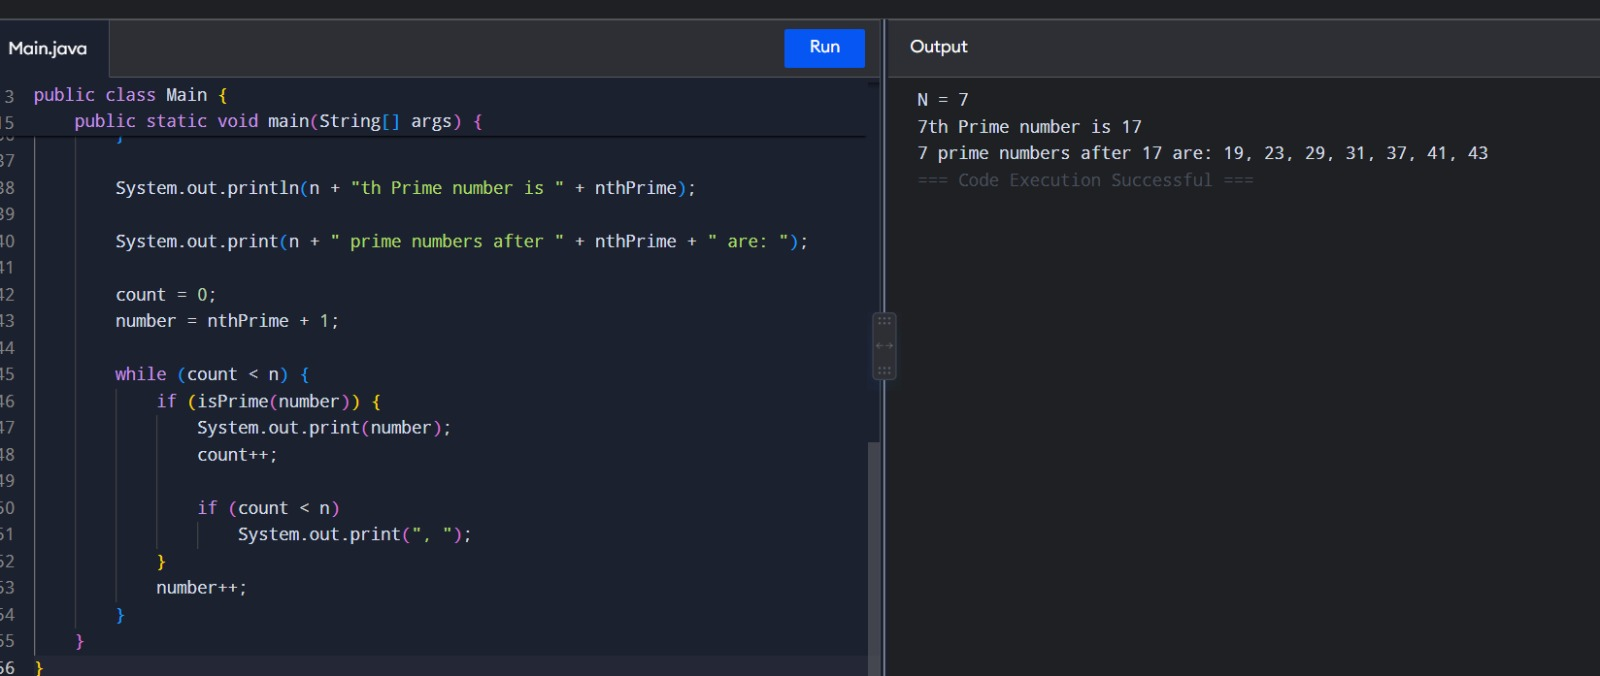 Main.java
Run
3 public class Main {
15 public static void main(String[] args) {
36 }
37
38 System.out.println(n + "th Prime number is " + nthPrime);
39
40 System.out.print(n + " prime numbers after " + nthPrime + " are: ");
41
42 count = 0;
43 number = nthPrime + 1;
44
45 while (count < n) {
46 if (isPrime(number)) {
47 System.out.print(number);
48 count++;
49
50 if (count < n)
51 System.out.print(", ");
52 }
53 number++;
54 }
55 }
56 }
Output
N = 7
7th Prime number is 17
7 prime numbers after 17 are: 19, 23, 29, 31, 37, 41, 43
=== Code Execution Successful ===